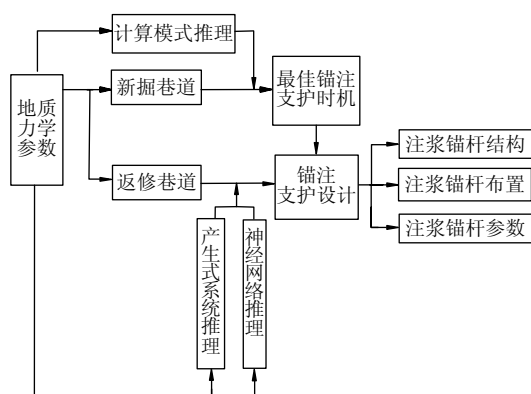 计算模式推理
地质
力学
参数
新掘巷道
最佳锚注
支护时机
返修巷道
锚注
支护设计
注浆锚杆结构
注浆锚杆布置
注浆锚杆参数
产生式系统推理
神经网络推理